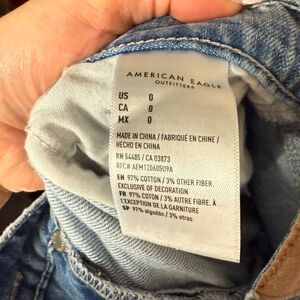 AMERICAN EAGLE
OUTFITTERS
US 0
CA 0
MX 0
MADE IN CHINA / FABRIQUÉ EN CHINE /
HECHO EN CHINA
RN 54485 / CA 03873
RFC# AEM120605U9A
EN 97% COTTON / 3% OTHER FIBER.
EXCLUSIVE OF DECORATION
FR 97% COTON / 3% AUTRE FIBRE. À
L'EXCEPTION DE LA GARNITURE
SP 97% algodón / 3% otras